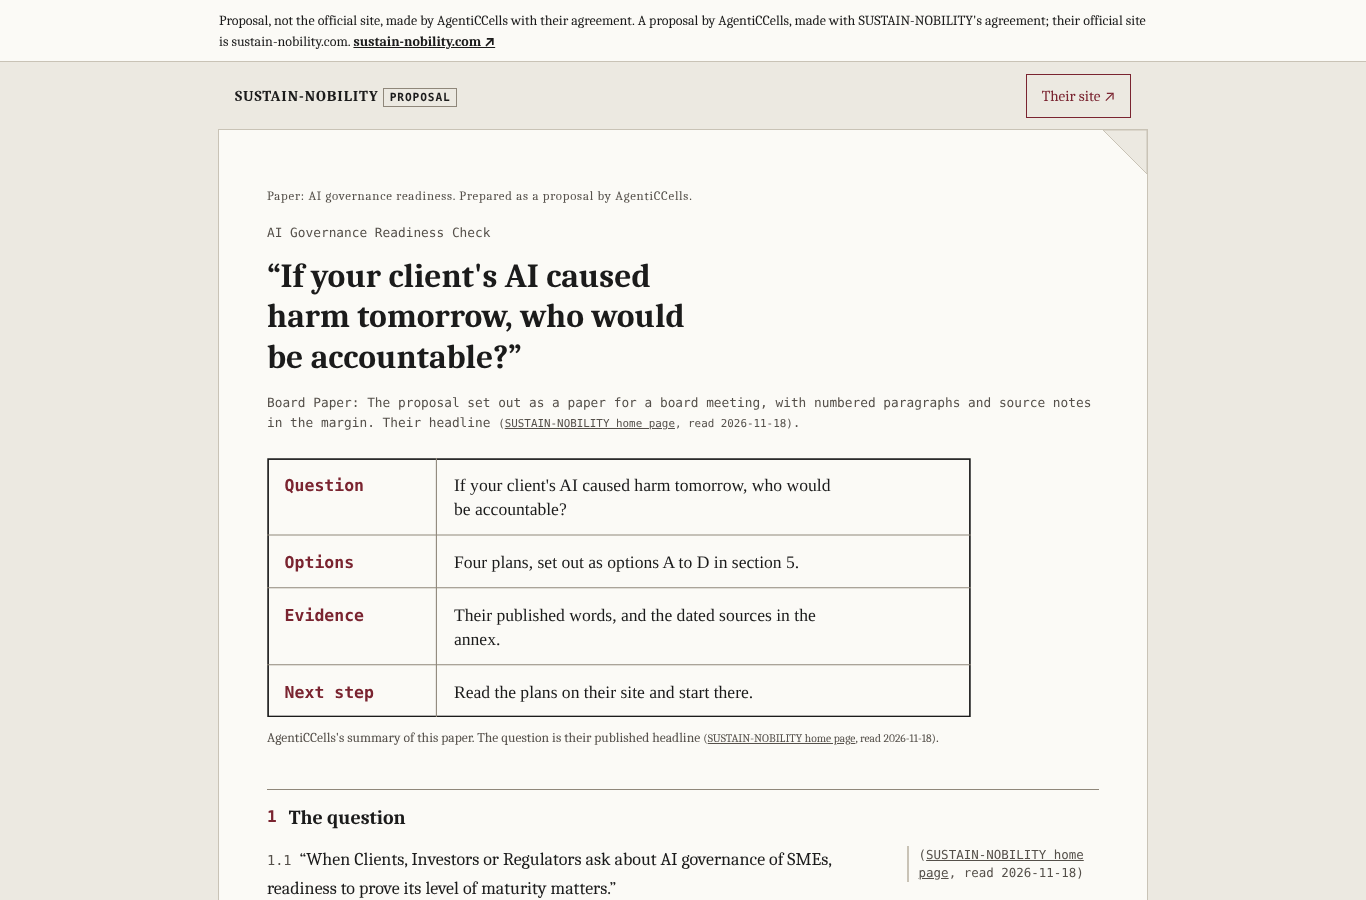 Proposal, not the official site, made by AgentiCCells with their agreement. A proposal by AgentiCCells, made with SUSTAIN-NOBILITY's agreement; their official site
is sustain-nobility.com. sustain-nobility.com ↗
SUSTAIN-NOBILITY PROPOSAL
Their site ↗
Paper: AI governance readiness. Prepared as a proposal by AgentiCCells.
AI Governance Readiness Check
“If your client's AI caused
harm tomorrow, who would
be accountable?”
Board Paper: The proposal set out as a paper for a board meeting, with numbered paragraphs and source notes
in the margin. Their headline (SUSTAIN-NOBILITY home page, read 2026-11-18).
Question
If your client's AI caused harm tomorrow, who would
be accountable?
Options
Four plans, set out as options A to D in section 5.
Evidence
Their published words, and the dated sources in the
annex.
Next step
Read the plans on their site and start there.
AgentiCCells's summary of this paper. The question is their published headline (SUSTAIN-NOBILITY home page, read 2026-11-18).
1 The question
1.1 “When Clients, Investors or Regulators ask about AI governance of SMEs,
readiness to prove its level of maturity matters.”
(SUSTAIN-NOBILITY home
page, read 2026-11-18)